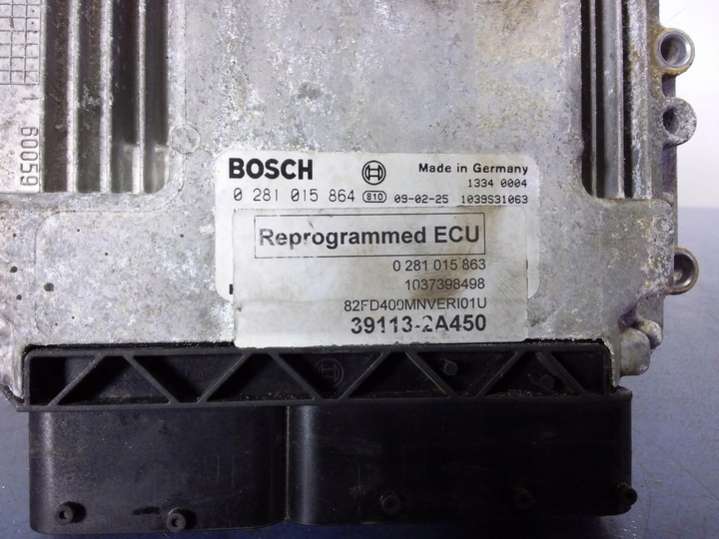 60059
BOSCH Made in Germany
1334 0004
0 281 015 864 810 09-02-25 1039S31063
Reprogrammed ECU
0 281 015 863
1037398498
82FD400MNVERI01U
39113-2A450